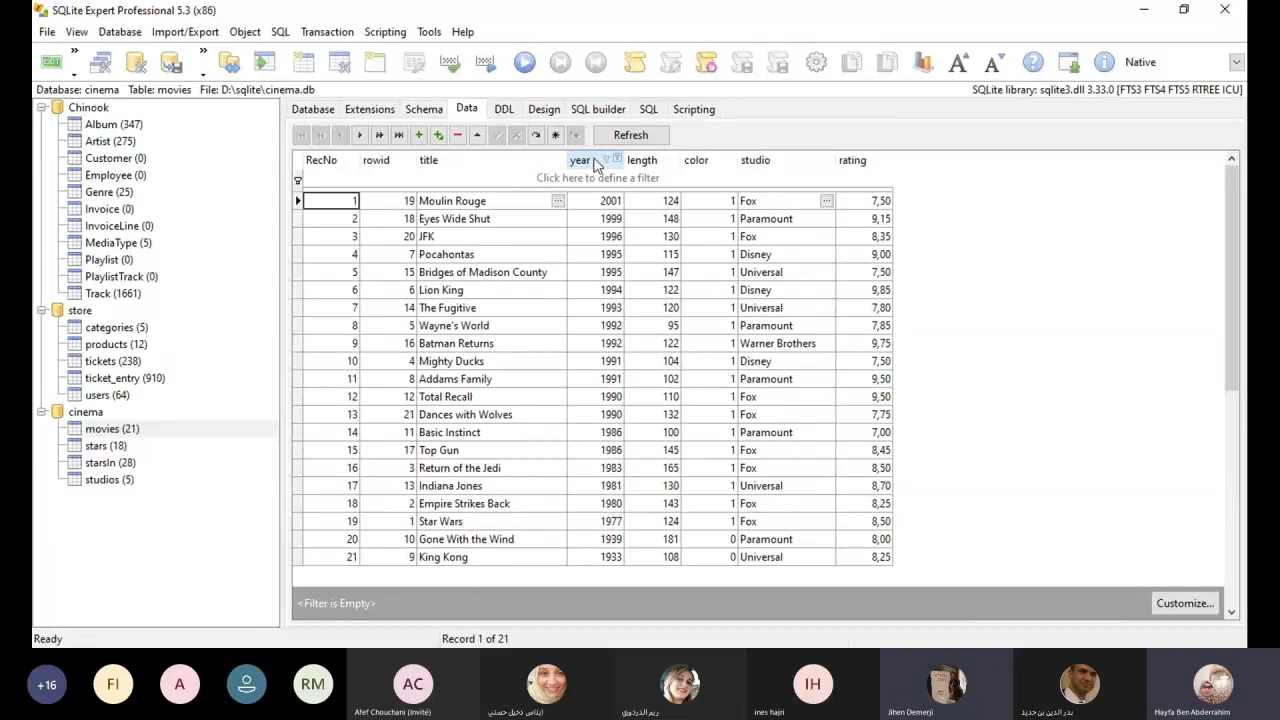 SQLite Expert Professional 5.3 (x86)
File View Database Import/Export Object SQL Transaction Scripting Tools Help
Native
Database: cinema Table: movies File: D:\sqlite\cinema.db
SQLite library: sqlite3.dll 3.33.0 [FTS3 FTS4 FTS5 RTREE ICU]
Chinook
Album (347)
Artist (275)
Customer (0)
Employee (0)
Genre (25)
Invoice (0)
InvoiceLine (0)
MediaType (5)
Playlist (0)
PlaylistTrack (0)
Track (1661)
store
categories (5)
products (12)
tickets (238)
ticket_entry (910)
users (64)
cinema
movies (21)
stars (18)
starsIn (28)
studios (5)
Database Extensions Schema Data DDL Design SQL builder SQL Scripting
Refresh
RecNo rowid title year length color studio rating
Click here to define a filter
1 19 Moulin Rouge 2001 124 1 Fox 7,50
2 18 Eyes Wide Shut 1999 148 1 Paramount 9,15
3 20 JFK 1996 130 1 Fox 8,35
4 7 Pocahontas 1995 115 1 Disney 9,00
5 15 Bridges of Madison County 1995 147 1 Universal 7,50
6 6 Lion King 1994 122 1 Disney 9,85
7 14 The Fugitive 1993 120 1 Universal 7,80
8 5 Wayne's World 1992 95 1 Paramount 7,85
9 16 Batman Returns 1992 122 1 Warner Brothers 9,75
10 4 Mighty Ducks 1991 104 1 Disney 7,50
11 8 Addams Family 1991 102 1 Paramount 9,50
12 12 Total Recall 1990 110 1 Fox 9,50
13 21 Dances with Wolves 1990 132 1 Fox 7,75
14 11 Basic Instinct 1986 100 1 Paramount 7,00
15 17 Top Gun 1986 145 1 Fox 8,45
16 3 Return of the Jedi 1983 165 1 Fox 8,50
17 13 Indiana Jones 1981 130 1 Universal 8,70
18 2 Empire Strikes Back 1980 143 1 Fox 8,25
19 1 Star Wars 1977 124 1 Fox 8,50
20 10 Gone With the Wind 1939 181 0 Paramount 8,00
21 9 King Kong 1933 108 0 Universal 8,25
<Filter is Empty>
Customize...
Ready
Record 1 of 21
+16 FI A RM AC IH
Afef Chouchani (Invité)
ايناس دخيل حسني
ريم الدردوري
ines hajri
Jihen Demerji
بدر الدين بن حديد
Hayfa Ben Abderrahim